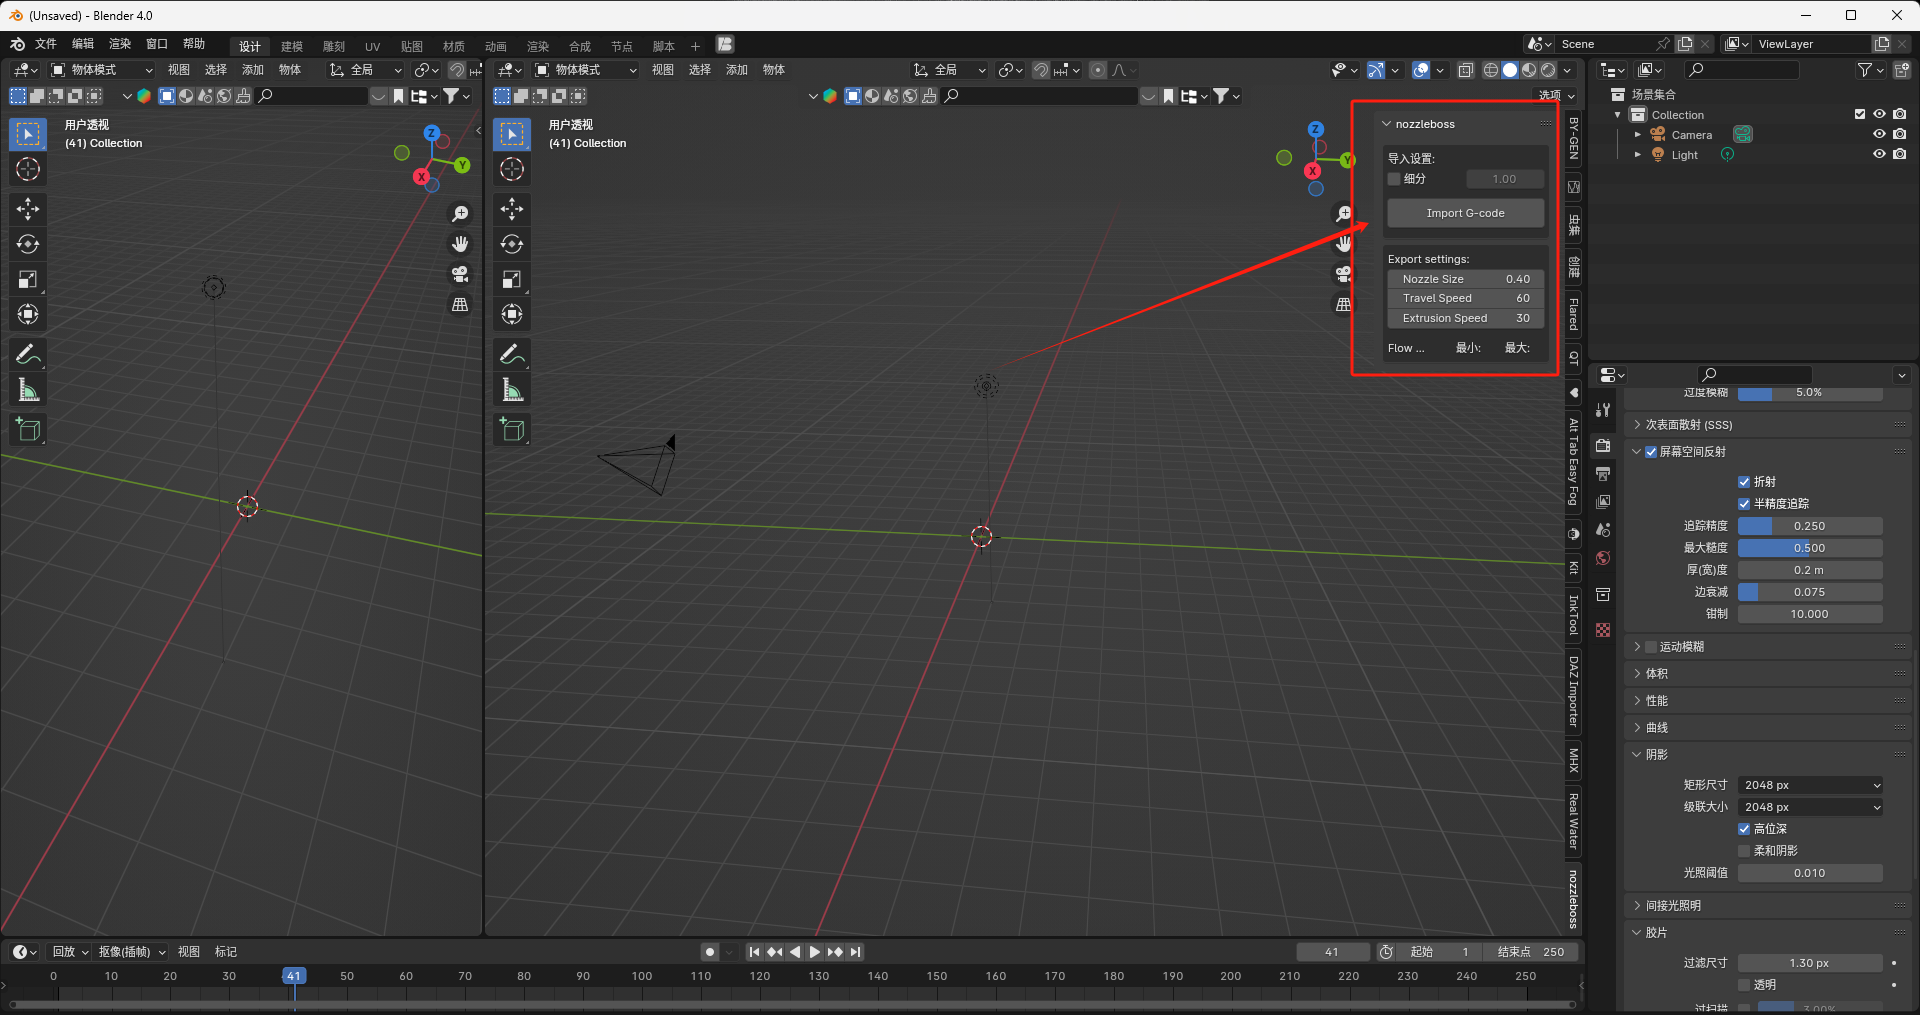 (Unsaved) - Blender 4.0
文件 编辑 渲染 窗口 帮助 设计 建模 雕刻 UV 贴图 材质 动画 渲染 合成 节点 脚本 +
Scene
ViewLayer
物体模式 视图 选择 添加 物体 全局
物体模式 视图 选择 添加 物体 全局
选项
用户透视
(41) Collection
Z
Y
X
用户透视
(41) Collection
Z
Y
X
nozzleboss
导入设置:
细分 1.00
Import G-code
Export settings:
Nozzle Size 0.40
Travel Speed 60
Extrusion Speed 30
Flow ... 最小: 最大:
BY-GEN
虫集
创建
Flared
QT
Alt Tab Easy Fog
Kit
InkTool
DAZ Importer
MHX
Real Water
nozzleboss
场景集合
Collection
Camera
Light
过度模糊 5.0%
次表面散射 (SSS)
屏幕空间反射
折射
半精度追踪
追踪精度 0.250
最大糙度 0.500
厚(宽)度 0.2 m
边衰减 0.075
钳制 10.000
运动模糊
体积
性能
曲线
阴影
矩形尺寸 2048 px
级联大小 2048 px
高位深
柔和阴影
光照阈值 0.010
间接光照明
胶片
过滤尺寸 1.30 px
透明
过扫描 3.00%
回放 抠像(插帧) 视图 标记
41 起始 1 结束点 250
0 10 20 30 41 50 60 70 80 90 100 110 120 130 140 150 160 170 180 190 200 210 220 230 240 250